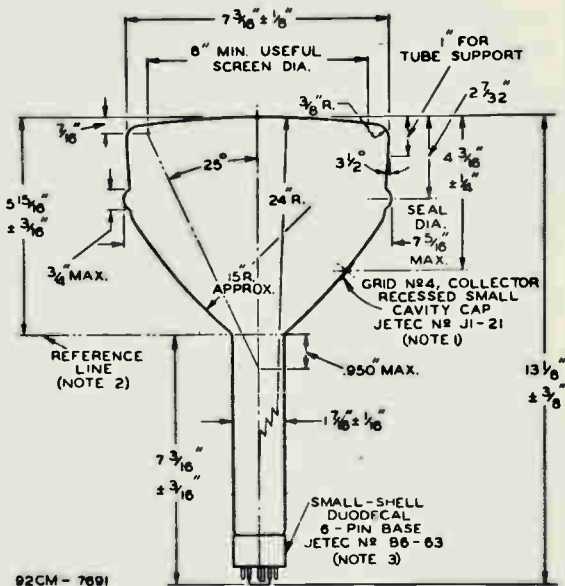 7 3/16" ± 1/8"
1" FOR
TUBE SUPPORT
6" MIN. USEFUL
SCREEN DIA.
2 7/32"
3/8" R.
7/16"
25°
3 1/2°
4 3/16"
± 1/4"
5 15/16"
± 3/16"
24" R.
SEAL
DIA.
7 5/16"
MAX.
3/4" MAX.
15" R.
APPROX.
GRID Nº4, COLLECTOR
RECESSED SMALL
CAVITY CAP
JETEC Nº J1-21
(NOTE 1)
REFERENCE
LINE
(NOTE 2)
.950" MAX.
13 1/8"
± 3/8"
1 7/16" ± 1/16"
7 3/16"
± 3/16"
SMALL-SHELL
DUODECAL
6-PIN BASE
JETEC Nº B6-63
(NOTE 3)
92CM-7691